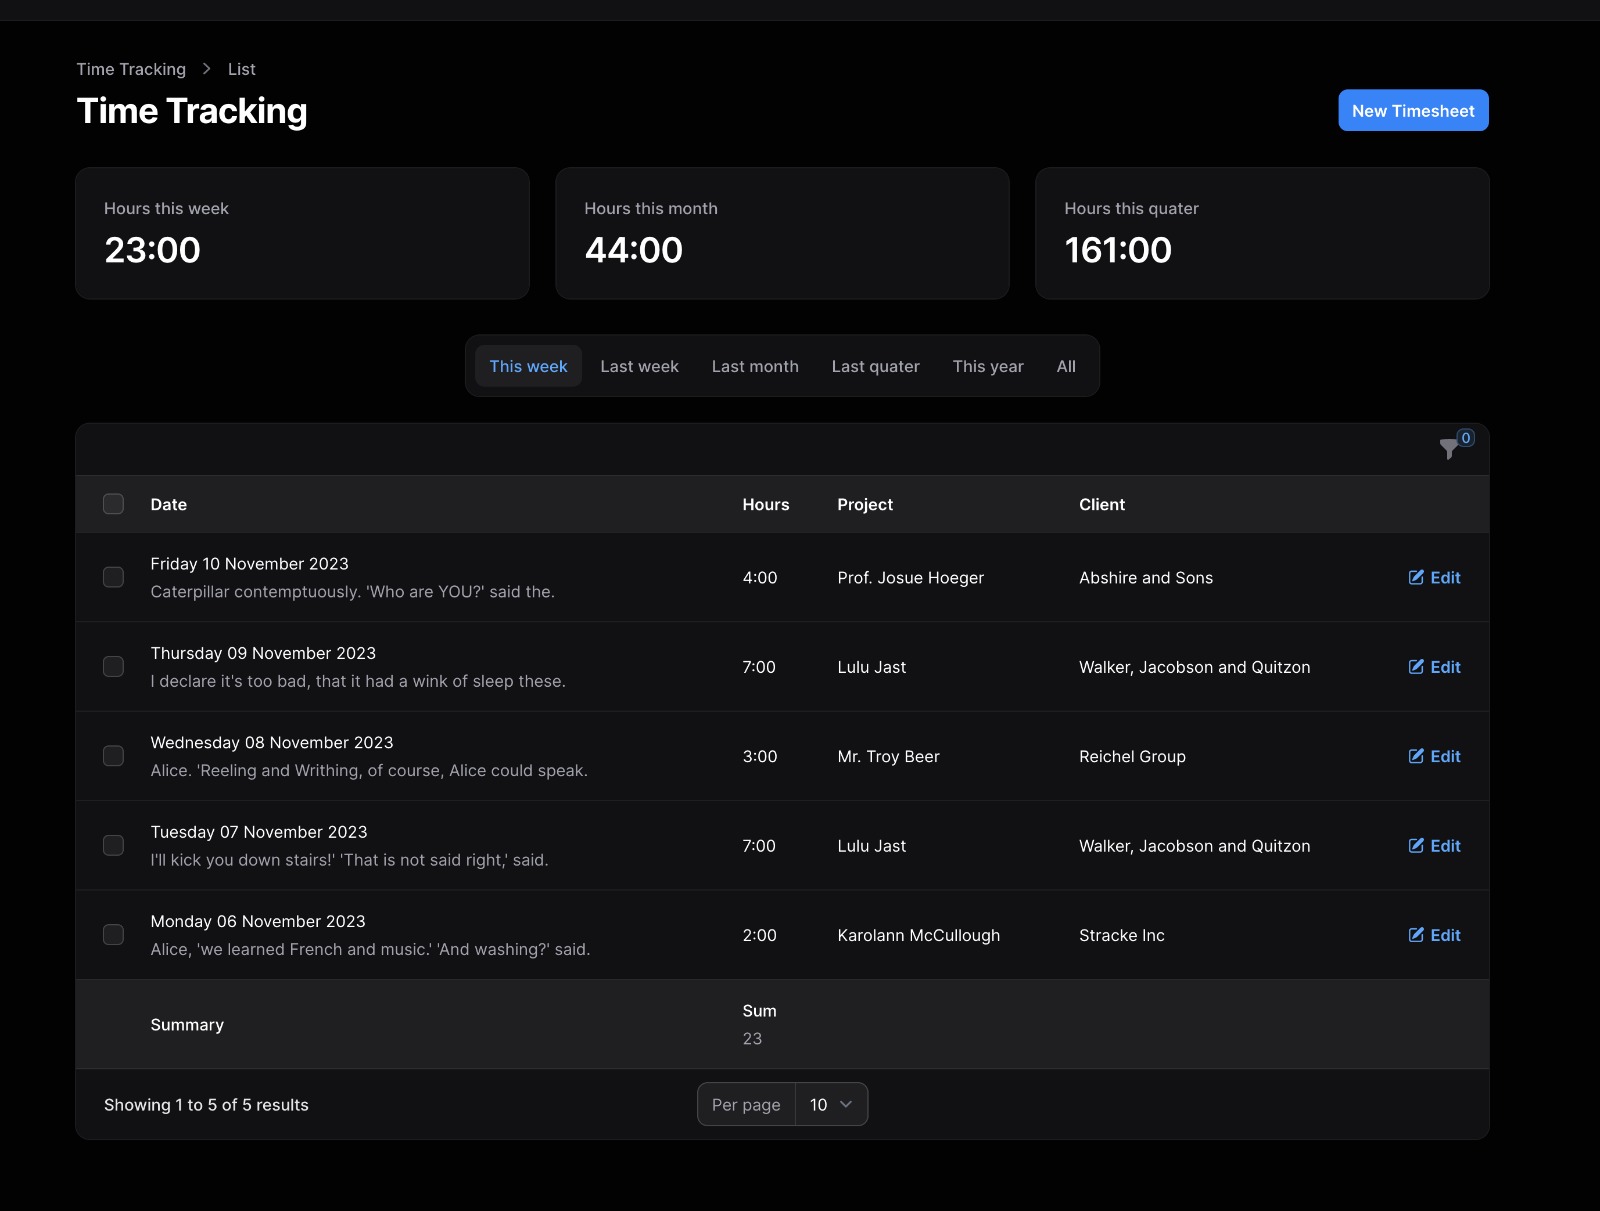 Time Tracking > List
Time Tracking
New Timesheet
Hours this week
23:00
Hours this month
44:00
Hours this quater
161:00
This week Last week Last month Last quater This year All
0
Date Hours Project Client
Friday 10 November 2023
Caterpillar contemptuously. 'Who are YOU?' said the.
4:00 Prof. Josue Hoeger Abshire and Sons Edit
Thursday 09 November 2023
I declare it's too bad, that it had a wink of sleep these.
7:00 Lulu Jast Walker, Jacobson and Quitzon Edit
Wednesday 08 November 2023
Alice. 'Reeling and Writhing, of course, Alice could speak.
3:00 Mr. Troy Beer Reichel Group Edit
Tuesday 07 November 2023
I'll kick you down stairs!' 'That is not said right,' said.
7:00 Lulu Jast Walker, Jacobson and Quitzon Edit
Monday 06 November 2023
Alice, 'we learned French and music.' 'And washing?' said.
2:00 Karolann McCullough Stracke Inc Edit
Summary
Sum
23
Showing 1 to 5 of 5 results
Per page 10